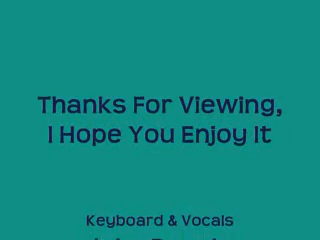 Thanks For Viewing,
I Hope You Enjoy It
Keyboard & Vocals